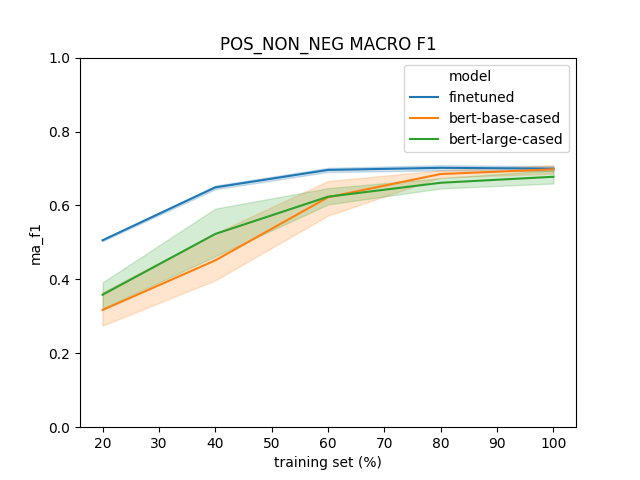 POS_NON_NEG MACRO F1
model
finetuned
bert-base-cased
bert-large-cased
ma_f1
1.0
0.8
0.6
0.4
0.2
0.0
20 30 40 50 60 70 80 90 100
training set (%)